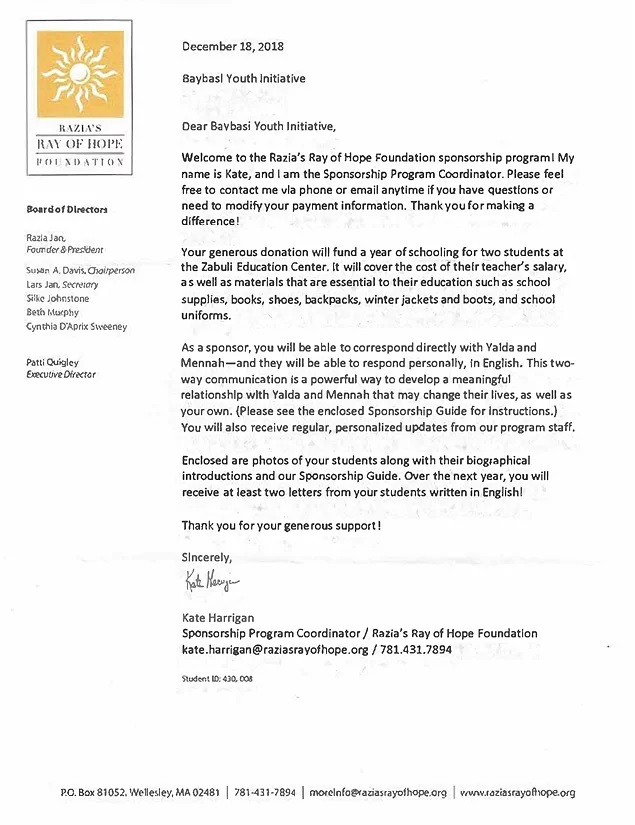 RAZIA'S
RAY OF HOPE
FOUNDATION
Board of Directors
Razia Jan,
Founder & President
Susan A. Davis, Chairperson
Lars Jan, Secretary
Silke Johnstone
Beth Murphy
Cynthia D'Aprix Sweeney
Patti Quigley
Executive Director
December 18, 2018
Baybasi Youth Initiative
Dear Baybasi Youth Initiative,
Welcome to the Razia's Ray of Hope Foundation sponsorship program! My
name is Kate, and I am the Sponsorship Program Coordinator. Please feel
free to contact me via phone or email anytime if you have questions or
need to modify your payment information. Thank you for making a
difference!
Your generous donation will fund a year of schooling for two students at
the Zabuli Education Center. It will cover the cost of their teacher's salary,
as well as materials that are essential to their education such as school
supplies, books, shoes, backpacks, winter jackets and boots, and school
uniforms.
As a sponsor, you will be able to correspond directly with Yalda and
Mennah—and they will be able to respond personally, in English. This two-
way communication is a powerful way to develop a meaningful
relationship with Yalda and Mennah that may change their lives, as well as
your own. (Please see the enclosed Sponsorship Guide for instructions.)
You will also receive regular, personalized updates from our program staff.
Enclosed are photos of your students along with their biographical
introductions and our Sponsorship Guide. Over the next year, you will
receive at least two letters from your students written in English!
Thank you for your generous support!
Sincerely,
Kate Harrigan
Kate Harrigan
Sponsorship Program Coordinator / Razia's Ray of Hope Foundation
kate.harrigan@raziasrayofhope.org / 781.431.7894
Student ID: 430, 008
P.O. Box 81052, Wellesley, MA 02481 | 781-431-7894 | moreinfo@raziasrayofhope.org | www.raziasrayofhope.org